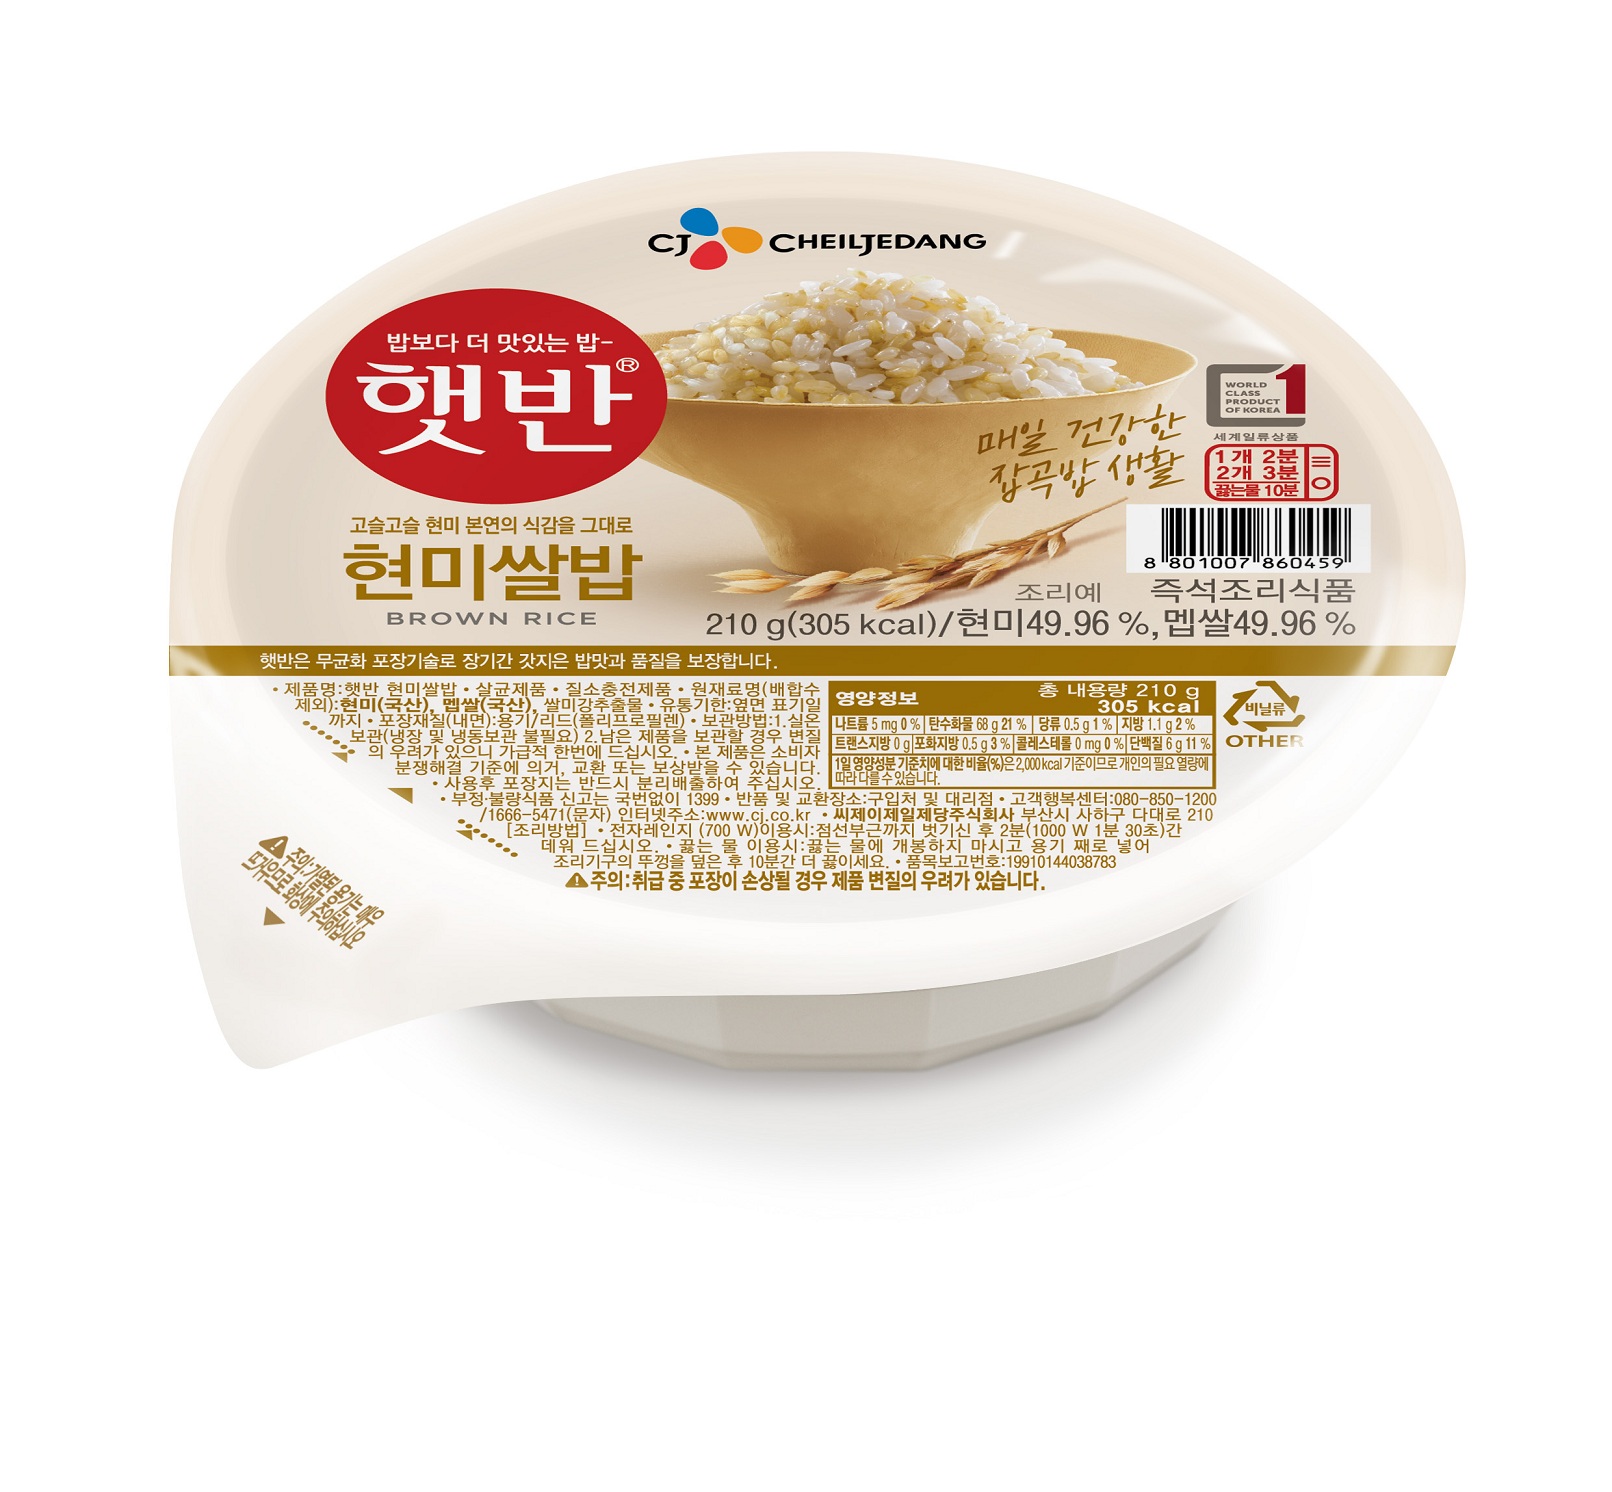 CJ CHEILJEDANG
밥보다 더 맛있는 밥-
햇반®
고슬고슬 현미 본연의 식감을 그대로
현미쌀밥
BROWN RICE
매일 건강한
잡곡밥 생활
WORLD
CLASS
PRODUCT
OF KOREA
1
세계일류상품
1개 2분
2개 3분
끓는물 10분
8 801007 860459
조리예 즉석조리식품
210 g(305 kcal)/현미49.96 %, 멥쌀49.96 %
햇반은 무균화 포장기술로 장기간 갓지은 밥맛과 품질을 보장합니다.
• 제품명:햇반 현미쌀밥 • 살균제품 • 질소충전제품 • 원재료명(배합수
제외):현미(국산), 멥쌀(국산), 쌀미강추출물 • 유통기한:옆면 표기일
까지 • 포장재질(내면):용기/리드(폴리프로필렌) • 보관방법:1.실온
보관(냉장 및 냉동보관 불필요) 2.남은 제품을 보관할 경우 변질
의 우려가 있으니 가급적 한번에 드십시오. • 본 제품은 소비자
분쟁해결 기준에 의거, 교환 또는 보상받을 수 있습니다.
• 사용후 포장지는 반드시 분리배출하여 주십시오.
• 부정·불량식품 신고는 국번없이 1399 • 반품 및 교환장소:구입처 및 대리점 • 고객행복센터:080-850-1200
/1666-5471(문자) 인터넷주소:www.cj.co.kr • 씨제이제일제당주식회사 부산시 사하구 다대로 210
[조리방법] • 전자레인지 (700 W)이용시:점선부근까지 벗기신 후 2분(1000 W 1분 30초)간
데워 드십시오. • 끓는 물 이용시:끓는 물에 개봉하지 마시고 용기 째로 넣어
조리기구의 뚜껑을 덮은 후 10분간 더 끓이세요. • 품목보고번호:19910144038783
주의:취급 중 포장이 손상될 경우 제품 변질의 우려가 있습니다.
영양정보 총 내용량 210 g
305 kcal
나트륨 5 mg 0 % 탄수화물 68 g 21 % 당류 0.5 g 1 % 지방 1.1 g 2 %
트랜스지방 0 g 포화지방 0.5 g 3 % 콜레스테롤 0 mg 0 % 단백질 6 g 11 %
1일 영양성분 기준치에 대한 비율(%)은 2,000 kcal 기준이므로 개인의 필요 열량에
따라 다를 수 있습니다.
비닐류
OTHER
주의:가열된 용기는 매우
뜨거우므로 화상에 주의하십시오